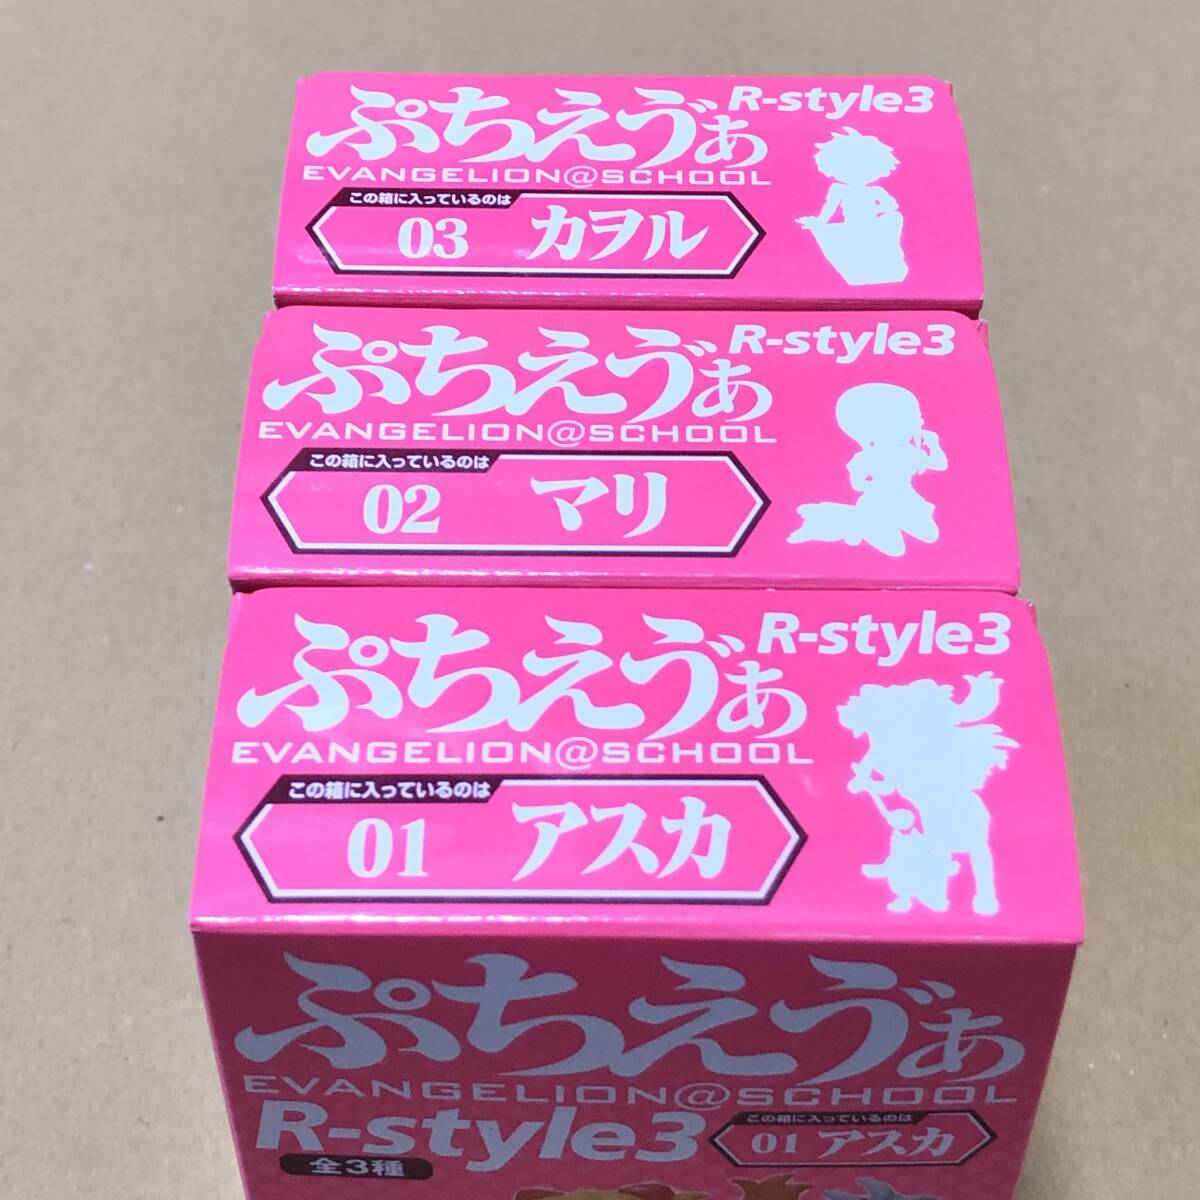 ぷちえゔぁ R-style3
EVANGELION@SCHOOL
この箱に入っているのは
03 カヲル
ぷちえゔぁ R-style3
EVANGELION@SCHOOL
この箱に入っているのは
02 マリ
ぷちえゔぁ R-style3
EVANGELION@SCHOOL
この箱に入っているのは
01 アスカ
ぷちえゔぁ
EVANGELION@SCHOOL
R-style3
この箱に入っているのは
01 アスカ
全3種